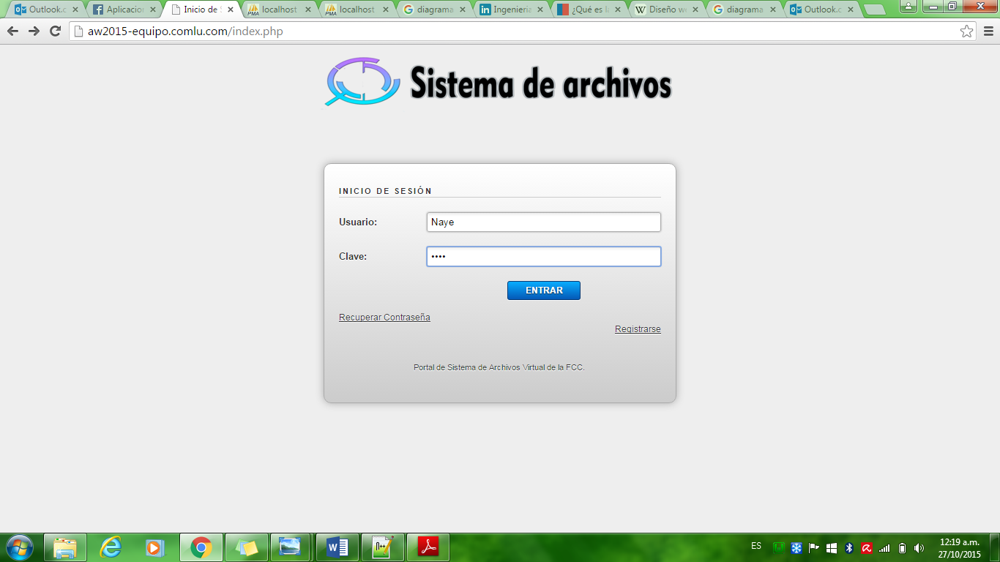 Outlook.c
Aplicacion
Inicio de S
localhost
localhost
diagrama
Ingenieria
¿Qué es la
Diseño we
diagrama
Outlook.c
aw2015-equipo.comlu.com/index.php
Sistema de archivos
INICIO DE SESIÓN
Usuario: Naye
Clave: ••••
ENTRAR
Recuperar Contraseña
Registrarse
Portal de Sistema de Archivos Virtual de la FCC.
ES
12:19 a.m.
27/10/2015